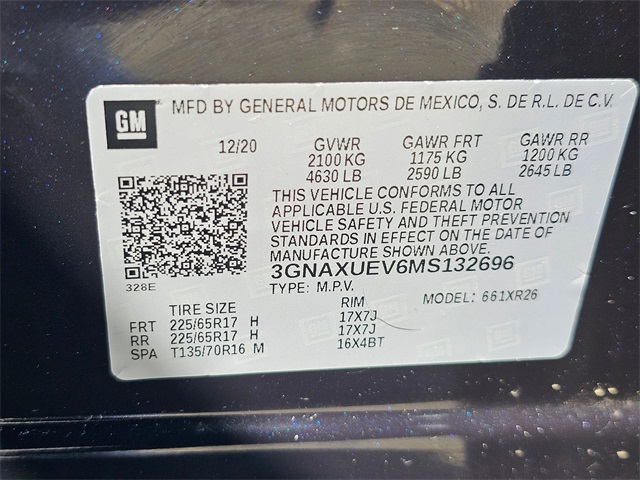 GM MFD BY GENERAL MOTORS DE MEXICO, S. DE R.L. DE C.V.
12/20 GVWR GAWR FRT GAWR RR
2100 KG 1175 KG 1200 KG
4630 LB 2590 LB 2645 LB
THIS VEHICLE CONFORMS TO ALL
APPLICABLE U.S. FEDERAL MOTOR
VEHICLE SAFETY AND THEFT PREVENTION
STANDARDS IN EFFECT ON THE DATE OF
MANUFACTURE SHOWN ABOVE.
3GNAXUEV6MS132696
328E TYPE: M.P.V. MODEL: 661XR26
TIRE SIZE RIM
FRT 225/65R17 H 17X7J
RR 225/65R17 H 17X7J
SPA T135/70R16 M 16X4BT